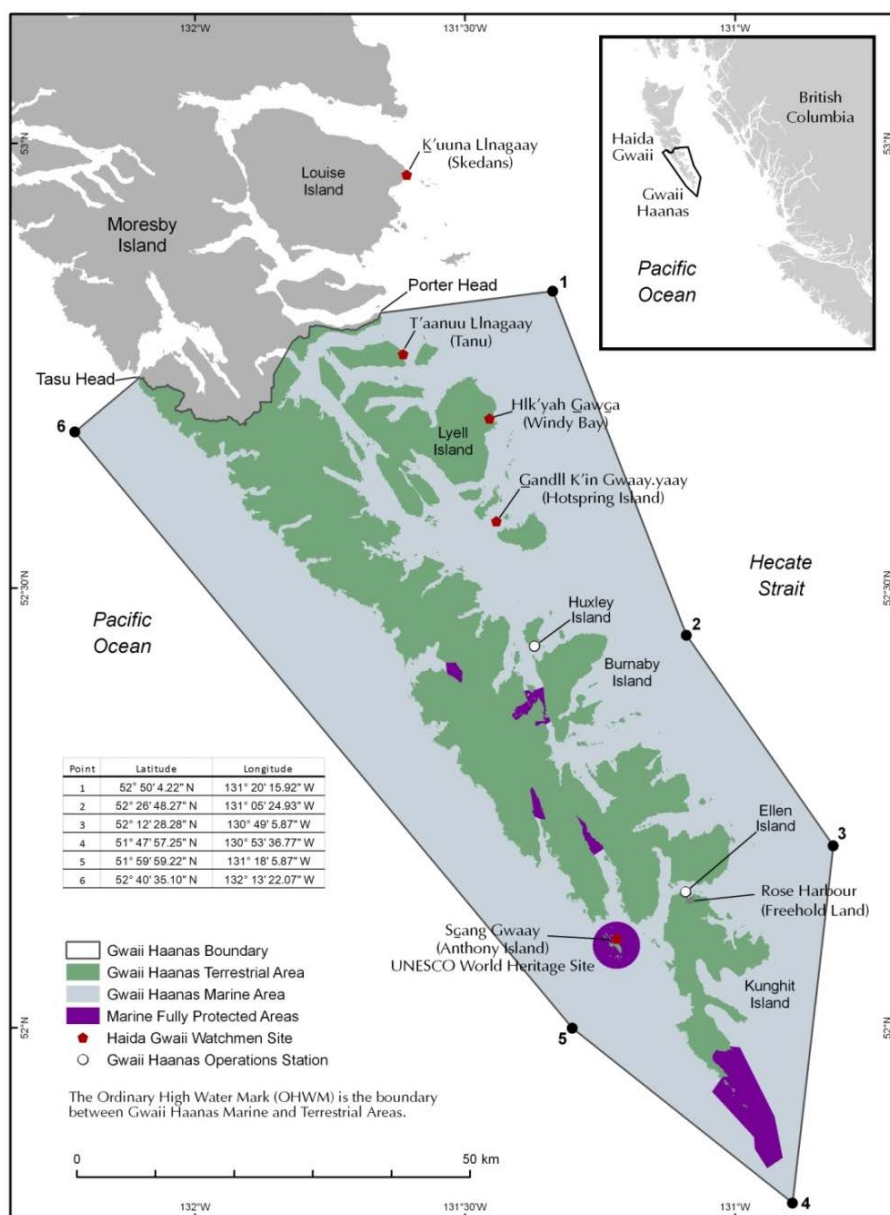 132°W
131°30'W
131°W
53°N
53°N
British
Columbia
Haida
Gwaii
Gwaii
Haanas
Pacific
Ocean
Ḵ'uuna Llnagaay
(Skedans)
Louise
Island
Moresby
Island
Porter Head
1
T'aanuu Llnagaay
(Tanu)
Tasu Head
6
Hlk'yah G̲awG̲a
(Windy Bay)
Lyell
Island
G̲andll K'in Gwaay.yaay
(Hotspring Island)
Hecate
Strait
52°30'N
52°30'N
Pacific
Ocean
Huxley
Island
2
Burnaby
Island
Point Latitude Longitude
1 52° 50' 4.22" N 131° 20' 15.92" W
2 52° 26' 48.27" N 131° 05' 24.93" W
3 52° 12' 28.28" N 130° 49' 5.87" W
4 51° 47' 57.25" N 130° 53' 36.77" W
5 51° 59' 59.22" N 131° 18' 5.87" W
6 52° 40' 35.10" N 132° 13' 22.07" W
Ellen
Island
3
Rose Harbour
(Freehold Land)
SG̲ang Gwaay
(Anthony Island)
UNESCO World Heritage Site
Kunghit
Island
Gwaii Haanas Boundary
Gwaii Haanas Terrestrial Area
Gwaii Haanas Marine Area
Marine Fully Protected Areas
Haida Gwaii Watchmen Site
Gwaii Haanas Operations Station
52°N
52°N
5
The Ordinary High Water Mark (OHWM) is the boundary
between Gwaii Haanas Marine and Terrestrial Areas.
0 50 km
4
132°W
131°30'W
131°W